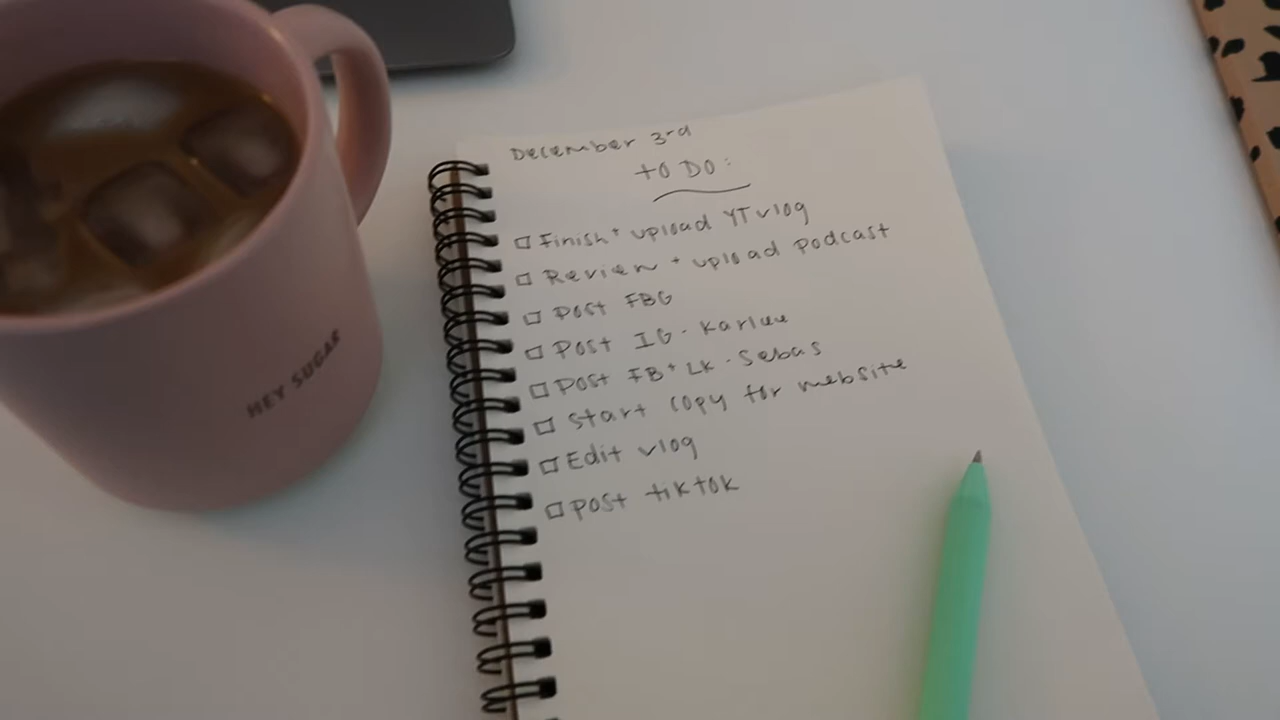 HEY SUGAR
December 3rd
TO DO:
Finish + upload YT vlog
Review + upload Podcast
Post FBG
Post IG - Karlee
Post FB + LK - Sebas
Start copy for website
Edit vlog
Post tiktok